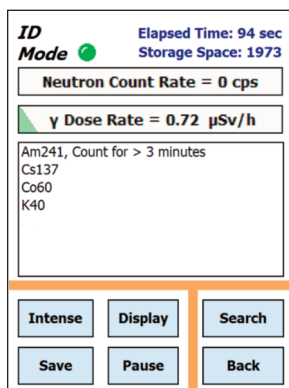 ID Mode
Elapsed Time: 94 sec
Storage Space: 1973
Neutron Count Rate = 0 cps
γ Dose Rate = 0.72 μSv/h
Am241, Count for > 3 minutes
Cs137
Co60
K40
Intense Display Search
Save Pause Back